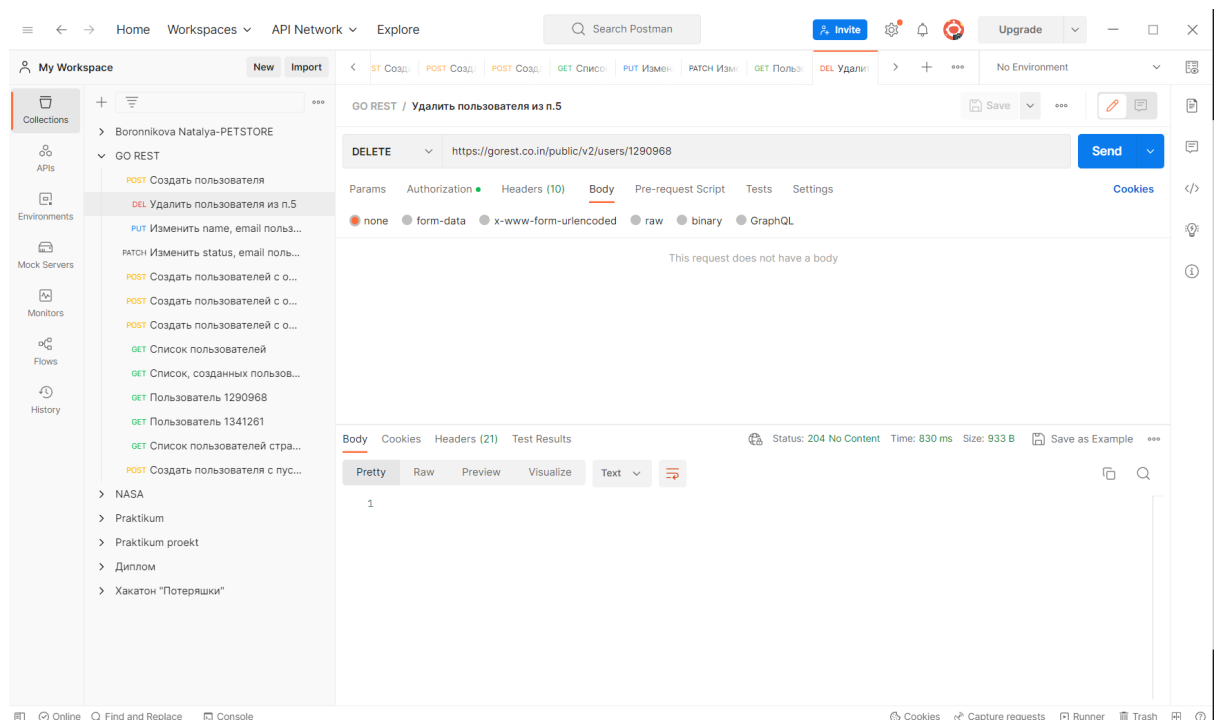 Home Workspaces API Network Explore Search Postman Invite Upgrade
My Workspace New Import
POST Созд POST Созд GET Списо PUT Измен PATCH Изм GET Польз DEL Удали No Environment
Collections
APIs
Environments
Mock Servers
Monitors
Flows
History
Boronnikova Natalya-PETSTORE
GO REST
POST Создать пользователя
DEL Удалить пользователя из п.5
PUT Изменить name, email польз...
PATCH Изменить status, email поль...
POST Создать пользователей с о...
POST Создать пользователей с о...
POST Создать пользователей с о...
GET Список пользователей
GET Список, созданных пользов...
GET Пользователь 1290968
GET Пользователь 1341261
GET Список пользователей стра...
POST Создать пользователя с пус...
NASA
Praktikum
Praktikum proekt
Диплом
Хакатон "Потеряшки"
GO REST / Удалить пользователя из п.5 Save
DELETE https://gorest.co.in/public/v2/users/1290968 Send
Params Authorization Headers (10) Body Pre-request Script Tests Settings Cookies
none form-data x-www-form-urlencoded raw binary GraphQL
This request does not have a body
Body Cookies Headers (21) Test Results Status: 204 No Content Time: 830 ms Size: 933 B Save as Example
Pretty Raw Preview Visualize Text
1
Online Find and Replace Console Cookies Capture requests Runner Trash